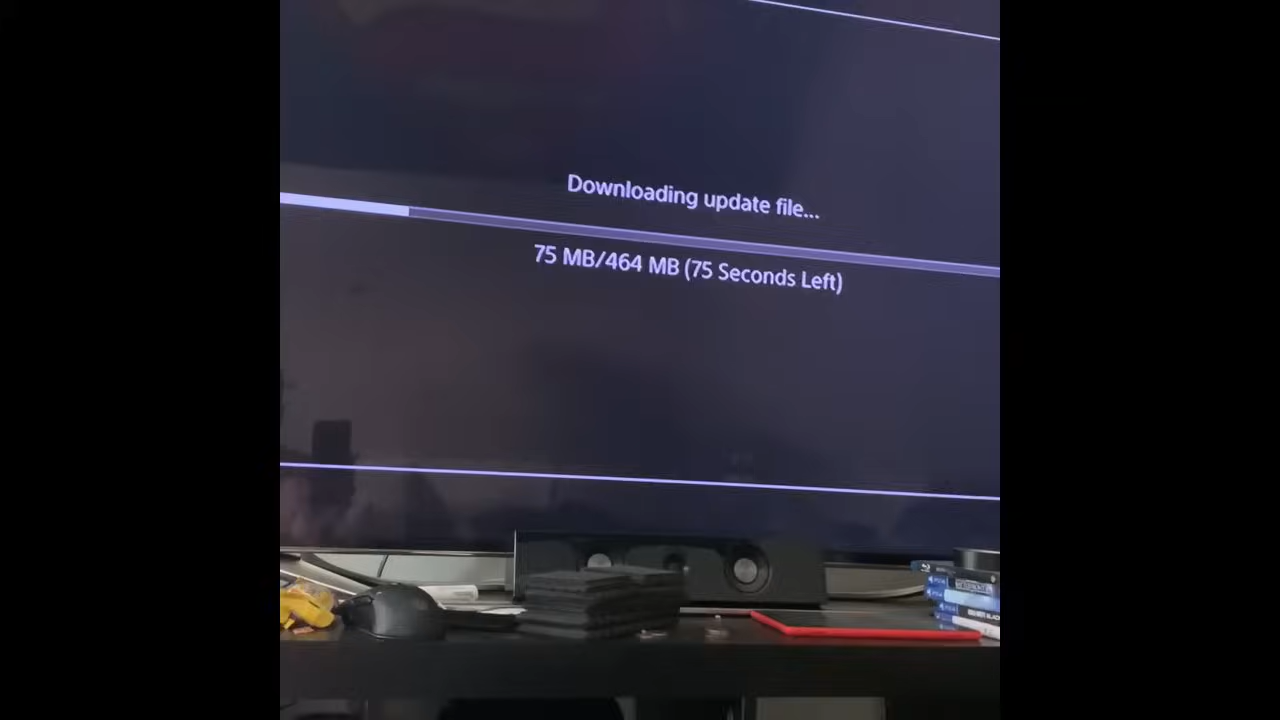 Downloading update file...
75 MB/464 MB (75 Seconds Left)